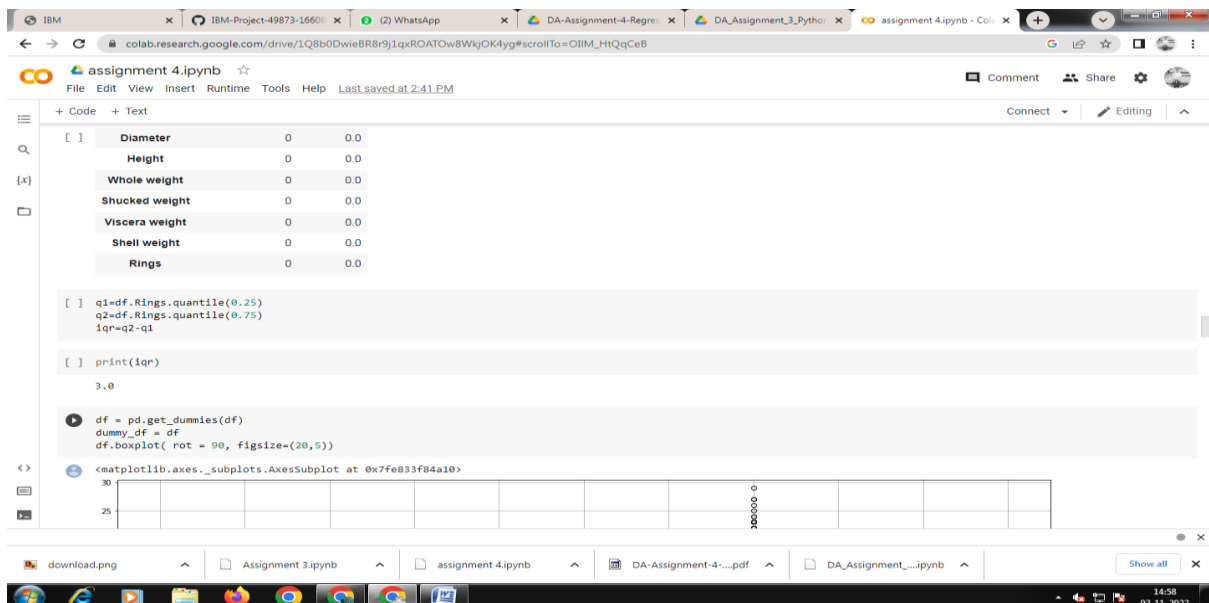 IBM
IBM-Project-49873-16608
(2) WhatsApp
DA-Assignment-4-Regres
DA_Assignment_3_Python
assignment 4.ipynb - Cola
colab.research.google.com/drive/1Q8b0DwieBR8r9j1qxROATOw8WkjOK4yg#scrollTo=OIIM_HtQqCeB
assignment 4.ipynb
File Edit View Insert Runtime Tools Help Last saved at 2:41 PM
Comment
Share
+ Code + Text
Connect
Editing
[ ] Diameter 0 0.0
Height 0 0.0
Whole weight 0 0.0
Shucked weight 0 0.0
Viscera weight 0 0.0
Shell weight 0 0.0
Rings 0 0.0
[ ] q1=df.Rings.quantile(0.25)
q2=df.Rings.quantile(0.75)
iqr=q2-q1
[ ] print(iqr)
3.0
df = pd.get_dummies(df)
dummy_df = df
df.boxplot( rot = 90, figsize=(20,5))
<matplotlib.axes._subplots.AxesSubplot at 0x7fe833f84a10>
30
25
download.png
Assignment 3.ipynb
assignment 4.ipynb
DA-Assignment-4-....pdf
DA_Assignment_....ipynb
Show all
14:58
03-11-2022